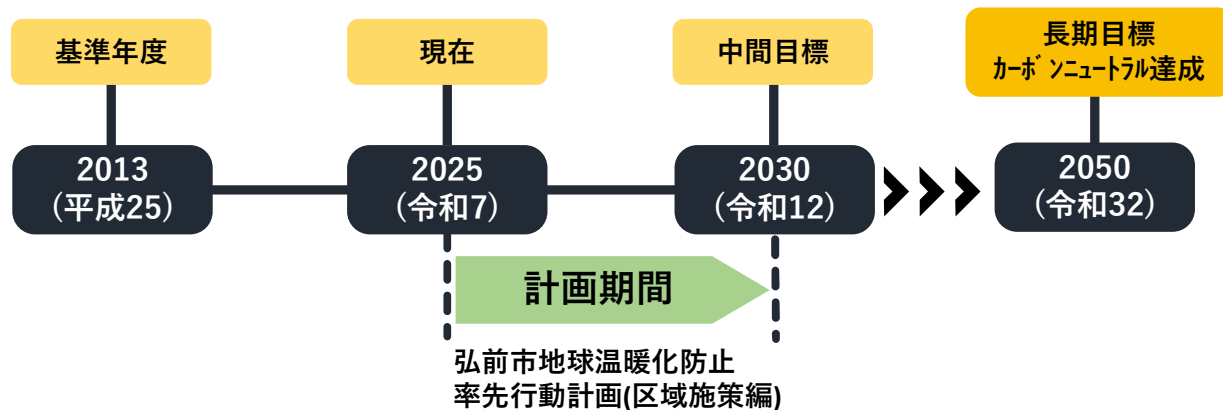 基準年度
現在
中間目標
長期目標
ｶｰﾎﾞﾝﾆｭｰﾄﾗﾙ達成
2013
(平成25)
2025
(令和7)
2030
(令和12)
2050
(令和32)
計画期間
弘前市地球温暖化防止
率先行動計画(区域施策編)